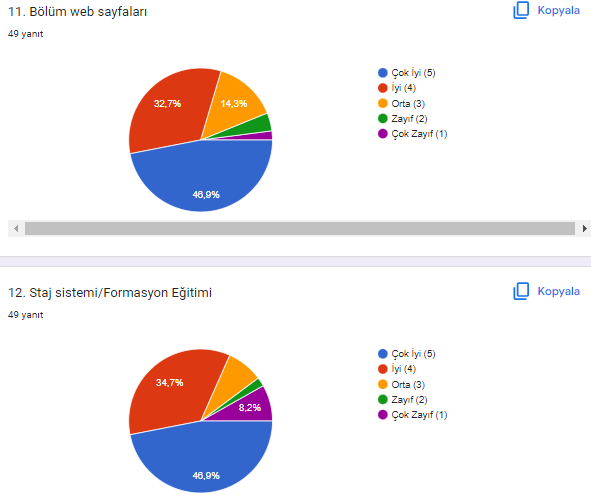 11. Bölüm web sayfaları
Kopyala
49 yanıt
Çok İyi (5)
İyi (4)
Orta (3)
Zayıf (2)
Çok Zayıf (1)
32,7%
14,3%
46,9%
12. Staj sistemi/Formasyon Eğitimi
Kopyala
49 yanıt
Çok İyi (5)
İyi (4)
Orta (3)
Zayıf (2)
Çok Zayıf (1)
34,7%
8,2%
46,9%